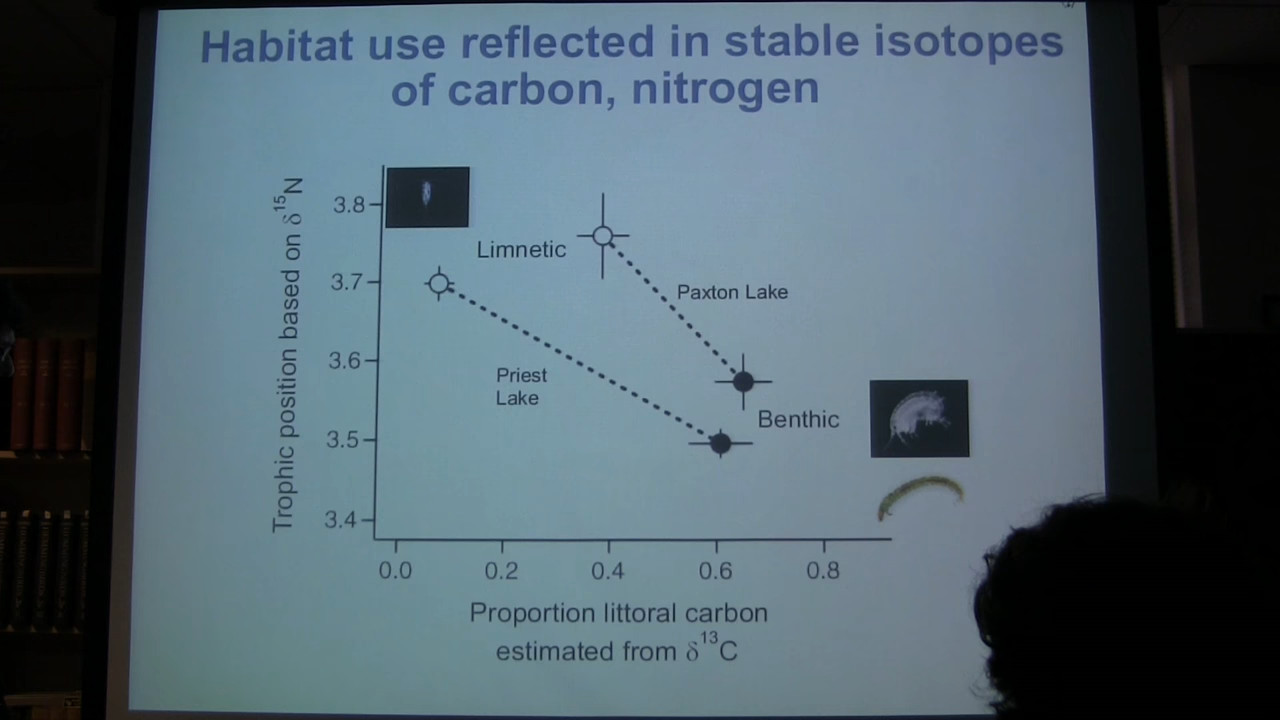 Habitat use reflected in stable isotopes
of carbon, nitrogen
Trophic position based on δ¹⁵N
3.8
3.7
3.6
3.5
3.4
Limnetic
Paxton Lake
Priest
Lake
Benthic
0.0 0.2 0.4 0.6 0.8
Proportion littoral carbon
estimated from δ¹³C